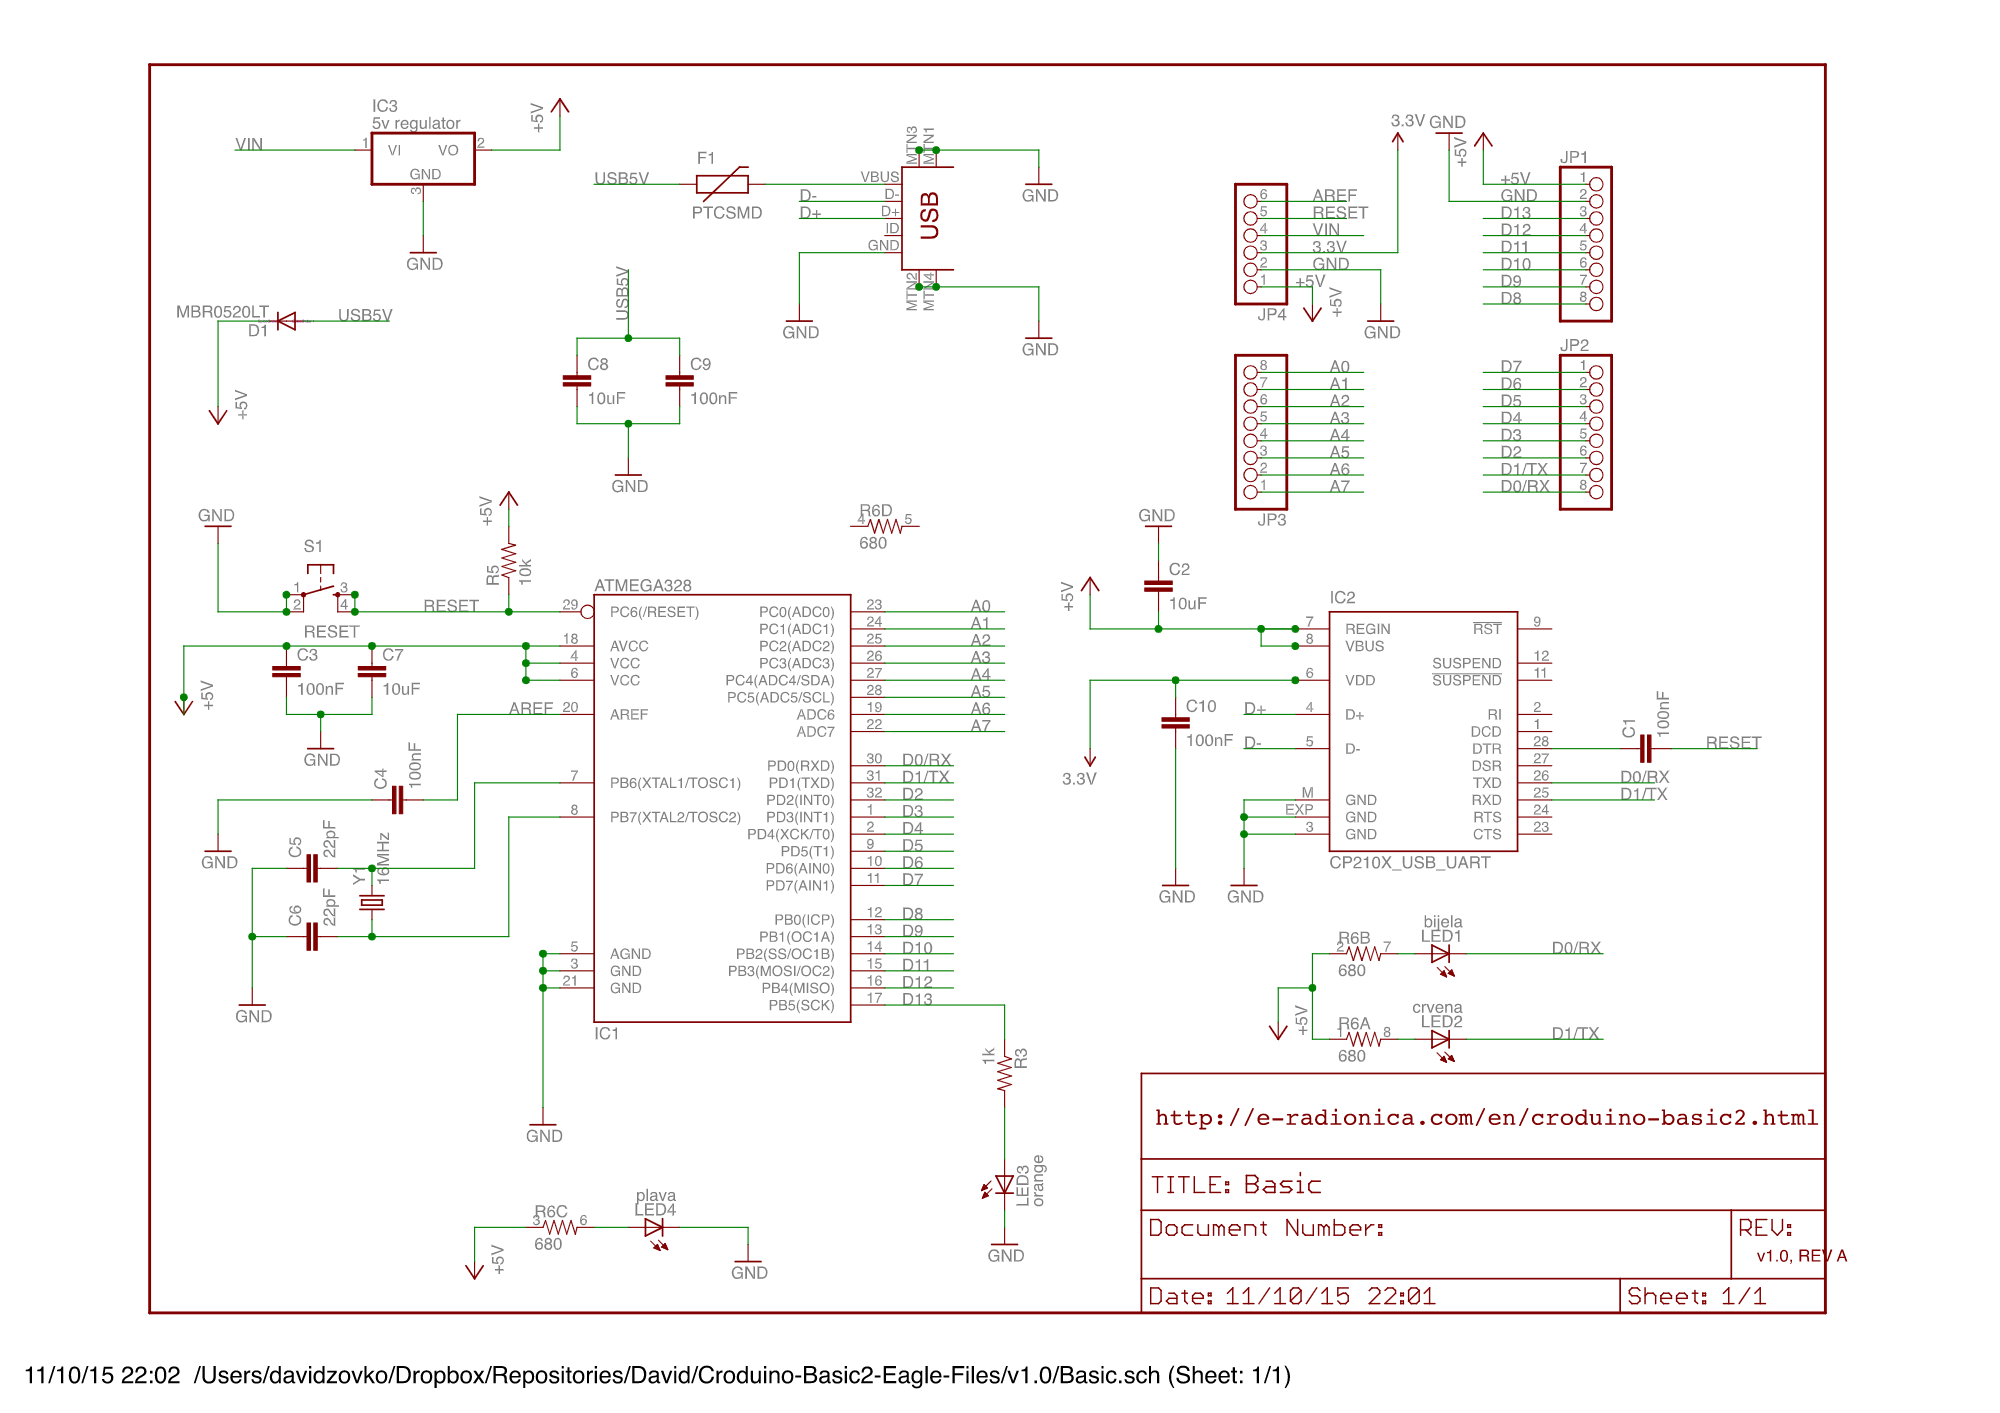 IC3
5v regulator
VIN
1
VI
VO
2
GND
3
GND
+5V
F1
USB5V
PTCSMD
MTN3
MTN1
VBUS
D-
D-
D+
D+
ID
GND
USB
MTN2
MTN4
GND
GND
GND
3.3V
GND
+5V
6
AREF
5
RESET
4
VIN
3
3.3V
2
GND
1
+5V
JP4
+5V
GND
JP1
+5V
1
GND
2
D13
3
D12
4
D11
5
D10
6
D9
7
D8
8
MBR0520LT
D1
USB5V
+5V
USB5V
C8
10uF
C9
100nF
GND
8
A0
7
A1
6
A2
5
A3
4
A4
3
A5
2
A6
1
A7
JP3
JP2
D7
1
D6
2
D5
3
D4
4
D3
5
D2
6
D1/TX
7
D0/RX
8
GND
S1
1
2
3
4
RESET
RESET
+5V
R5
10k
R6D
4
5
680
ATMEGA328
29
PC6(/RESET)
18
AVCC
4
VCC
6
VCC
20
AREF
AREF
7
PB6(XTAL1/TOSC1)
8
PB7(XTAL2/TOSC2)
5
AGND
3
GND
21
GND
IC1
PC0(ADC0)
23
A0
PC1(ADC1)
24
A1
PC2(ADC2)
25
A2
PC3(ADC3)
26
A3
PC4(ADC4/SDA)
27
A4
PC5(ADC5/SCL)
28
A5
ADC6
19
A6
ADC7
22
A7
PD0(RXD)
30
D0/RX
PD1(TXD)
31
D1/TX
PD2(INT0)
32
D2
PD3(INT1)
1
D3
PD4(XCK/T0)
2
D4
PD5(T1)
9
D5
PD6(AIN0)
10
D6
PD7(AIN1)
11
D7
PB0(ICP)
12
D8
PB1(OC1A)
13
D9
PB2(SS/OC1B)
14
D10
PB3(MOSI/OC2)
15
D11
PB4(MISO)
16
D12
PB5(SCK)
17
D13
C3
100nF
C7
10uF
+5V
GND
C4
100nF
GND
C5
22pF
C6
22pF
Y1
16MHz
GND
GND
1k
R3
LED3
orange
GND
plava
LED4
R6C
3
6
680
+5V
GND
GND
C2
10uF
+5V
C10
100nF
3.3V
GND
GND
IC2
7
REGIN
8
VBUS
6
VDD
D+
4
D+
D-
5
D-
M
GND
EXP
GND
3
GND
CP210X_USB_UART
RST
9
SUSPEND
12
SUSPEND
11
RI
2
DCD
1
DTR
28
DSR
27
TXD
26
D0/RX
RXD
25
D1/TX
RTS
24
CTS
23
C1
100nF
RESET
bijela
LED1
R6B
2
7
680
D0/RX
crvena
LED2
R6A
1
8
680
D1/TX
+5V
http://e-radionica.com/en/croduino-basic2.html
TITLE: Basic
Document Number:
REV:
v1.0, REV A
Date: 11/10/15 22:01
Sheet: 1/1
11/10/15 22:02 /Users/davidzovko/Dropbox/Repositories/David/Croduino-Basic2-Eagle-Files/v1.0/Basic.sch (Sheet: 1/1)